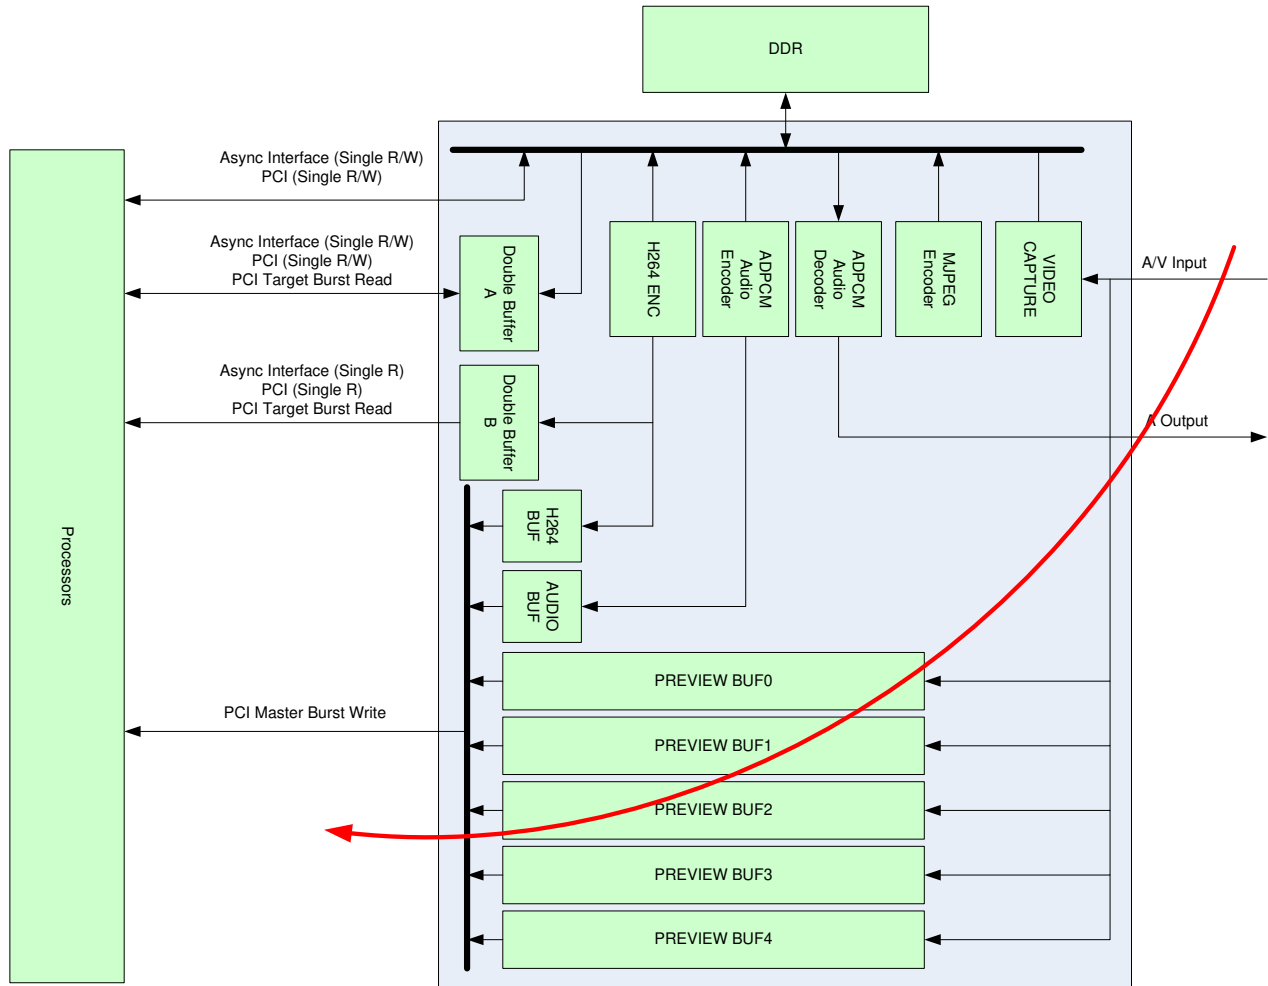 DDR
Async Interface (Single R/W)
PCI (Single R/W)
Async Interface (Single R/W)
PCI (Single R/W)
PCI Target Burst Read
Double Buffer
A
H264 ENC
ADPCM
Audio
Encoder
ADPCM
Audio
Decoder
MJPEG
Encoder
VIDEO
CAPTURE
A/V Input
Async Interface (Single R)
PCI (Single R)
PCI Target Burst Read
Double Buffer
B
A Output
Processors
H264
BUF
AUDIO
BUF
PREVIEW BUF0
PCI Master Burst Write
PREVIEW BUF1
PREVIEW BUF2
PREVIEW BUF3
PREVIEW BUF4